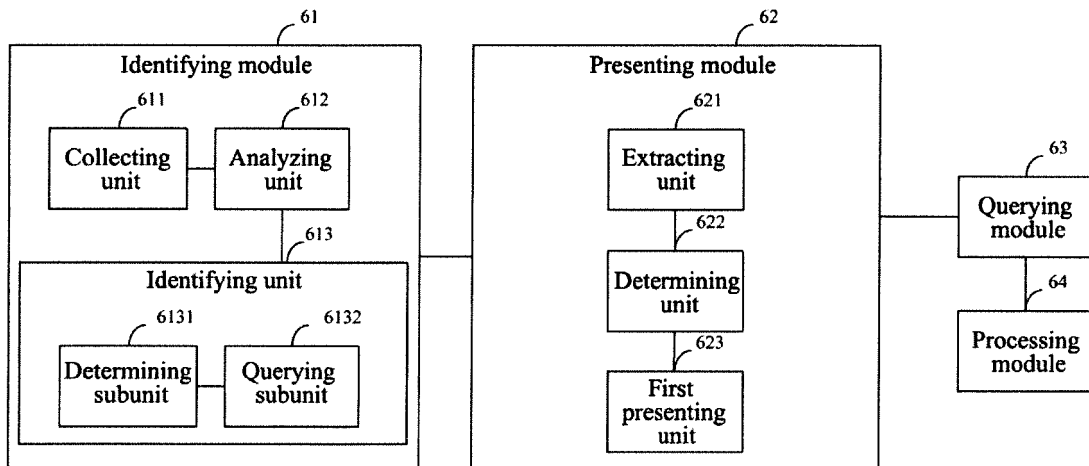 61
Identifying module
611
Collecting
unit
612
Analyzing
unit
613
Identifying unit
6131
Determining
subunit
6132
Querying
subunit
62
Presenting module
621
Extracting
unit
622
Determining
unit
623
First
presenting
unit
63
Querying
module
64
Processing
module